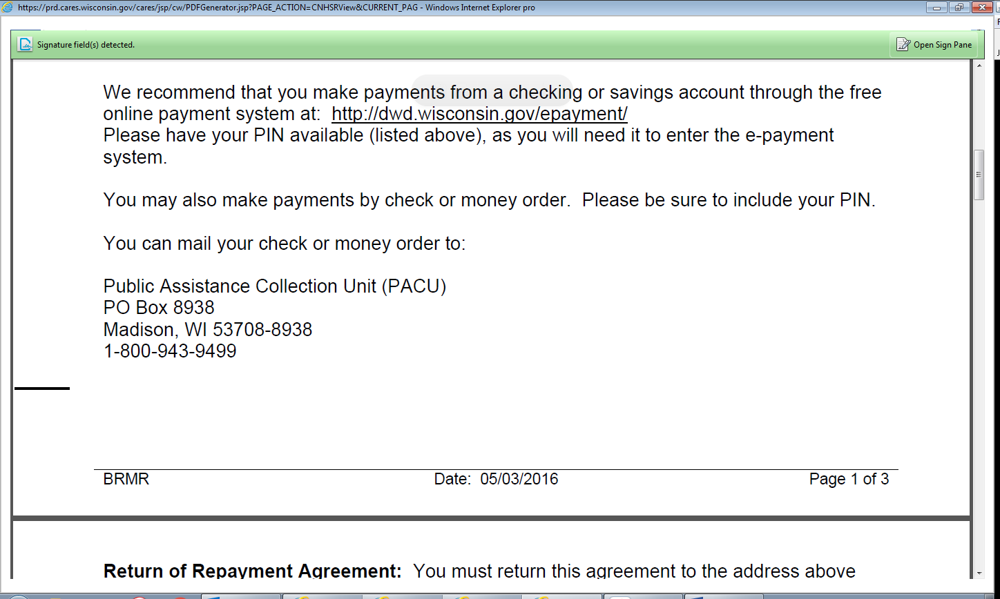 https://prd.cares.wisconsin.gov/cares/jsp/cw/PDFGenerator.jsp?PAGE_ACTION=CNHSRView&CURRENT_PAG - Windows Internet Explorer pro
Signature field(s) detected.
Open Sign Pane
We recommend that you make payments from a checking or savings account through the free
online payment system at:  http://dwd.wisconsin.gov/epayment/
Please have your PIN available (listed above), as you will need it to enter the e-payment
system.
You may also make payments by check or money order.  Please be sure to include your PIN.
You can mail your check or money order to:
Public Assistance Collection Unit (PACU)
PO Box 8938
Madison, WI 53708-8938
1-800-943-9499
BRMR Date:  05/03/2016 Page 1 of 3
Return of Repayment Agreement:  You must return this agreement to the address above